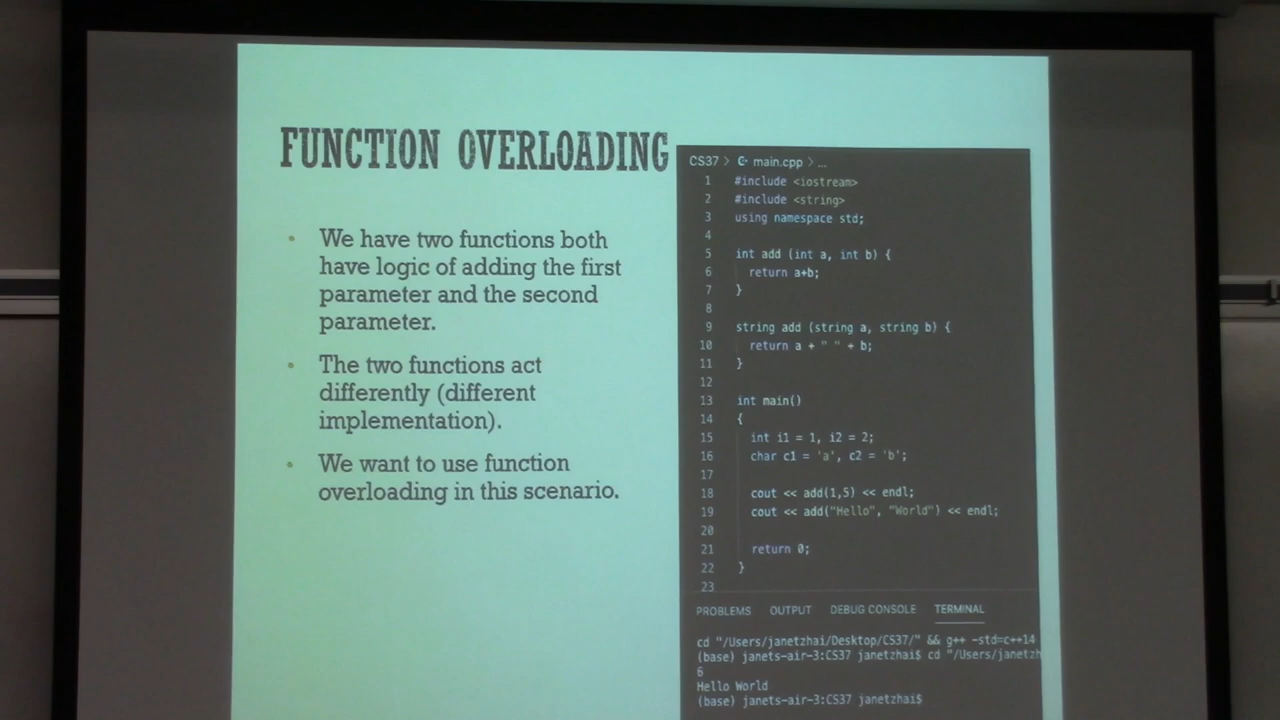 FUNCTION OVERLOADING
• We have two functions both
have logic of adding the first
parameter and the second
parameter.
• The two functions act
differently (different
implementation).
• We want to use function
overloading in this scenario.
CS37 > main.cpp > ...
1 #include <iostream>
2 #include <string>
3 using namespace std;
4
5 int add (int a, int b) {
6 return a+b;
7 }
8
9 string add (string a, string b) {
10 return a + " " + b;
11 }
12
13 int main()
14 {
15 int i1 = 1, i2 = 2;
16 char c1 = 'a', c2 = 'b';
17
18 cout << add(1,5) << endl;
19 cout << add("Hello", "World") << endl;
20
21 return 0;
22 }
23
PROBLEMS OUTPUT DEBUG CONSOLE TERMINAL
cd "/Users/janetzhai/Desktop/CS37/" && g++ -std=c++14
(base) janets-air-3:CS37 janetzhai$ cd "/Users/janetzh
6
Hello World
(base) janets-air-3:CS37 janetzhai$